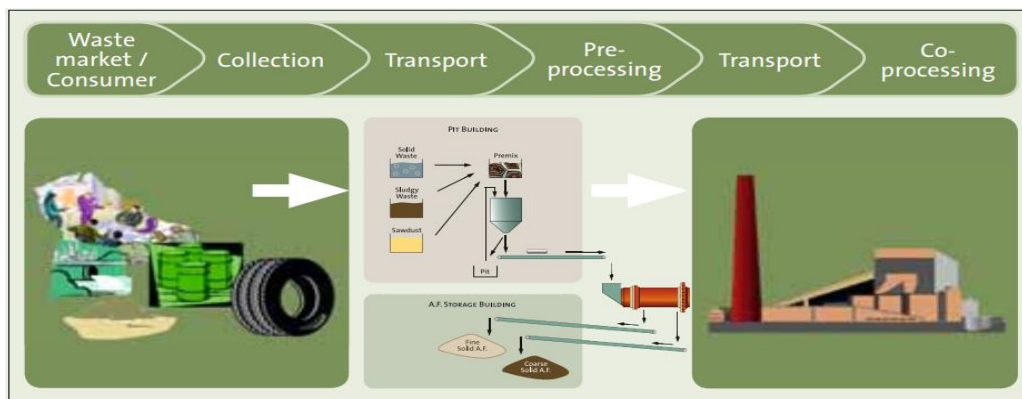 Waste
market /
Consumer
Collection
Transport
Pre-
processing
Transport
Co-
processing
PIT BUILDING
Solid
Waste
Premix
Sludgy
Waste
Sawdust
Pit
A.F. STORAGE BUILDING
Fine
Solid A.F.
Coarse
Solid A.F.